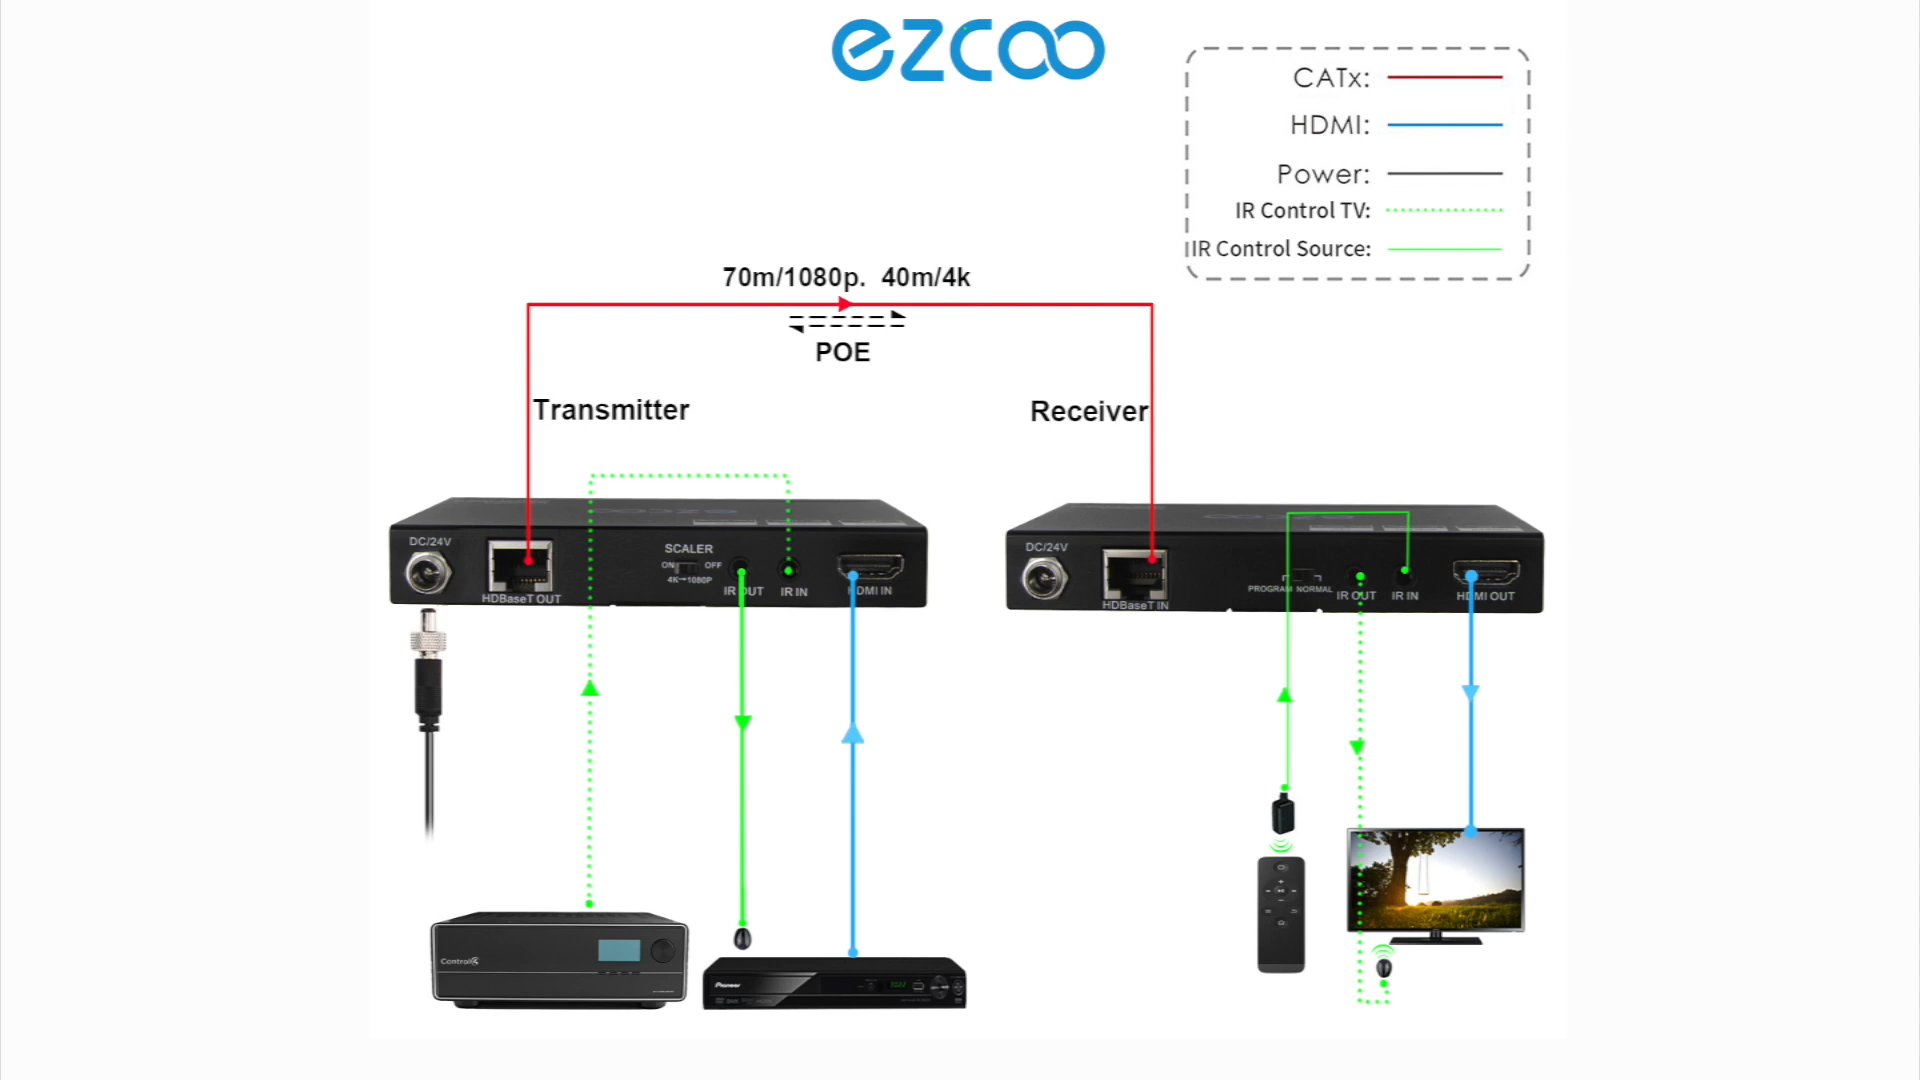 ezcoo
CATx:
HDMI:
Power:
IR Control TV:
IR Control Source:
70m/1080p. 40m/4k
POE
Transmitter
Receiver
DC/24V
HDBaseT OUT
SCALER
ON OFF
4K→1080P
IR OUT
IR IN
HDMI IN
DC/24V
HDBaseT IN
PROGRAM NORMAL
IR OUT
IR IN
HDMI OUT
Control4
Pioneer